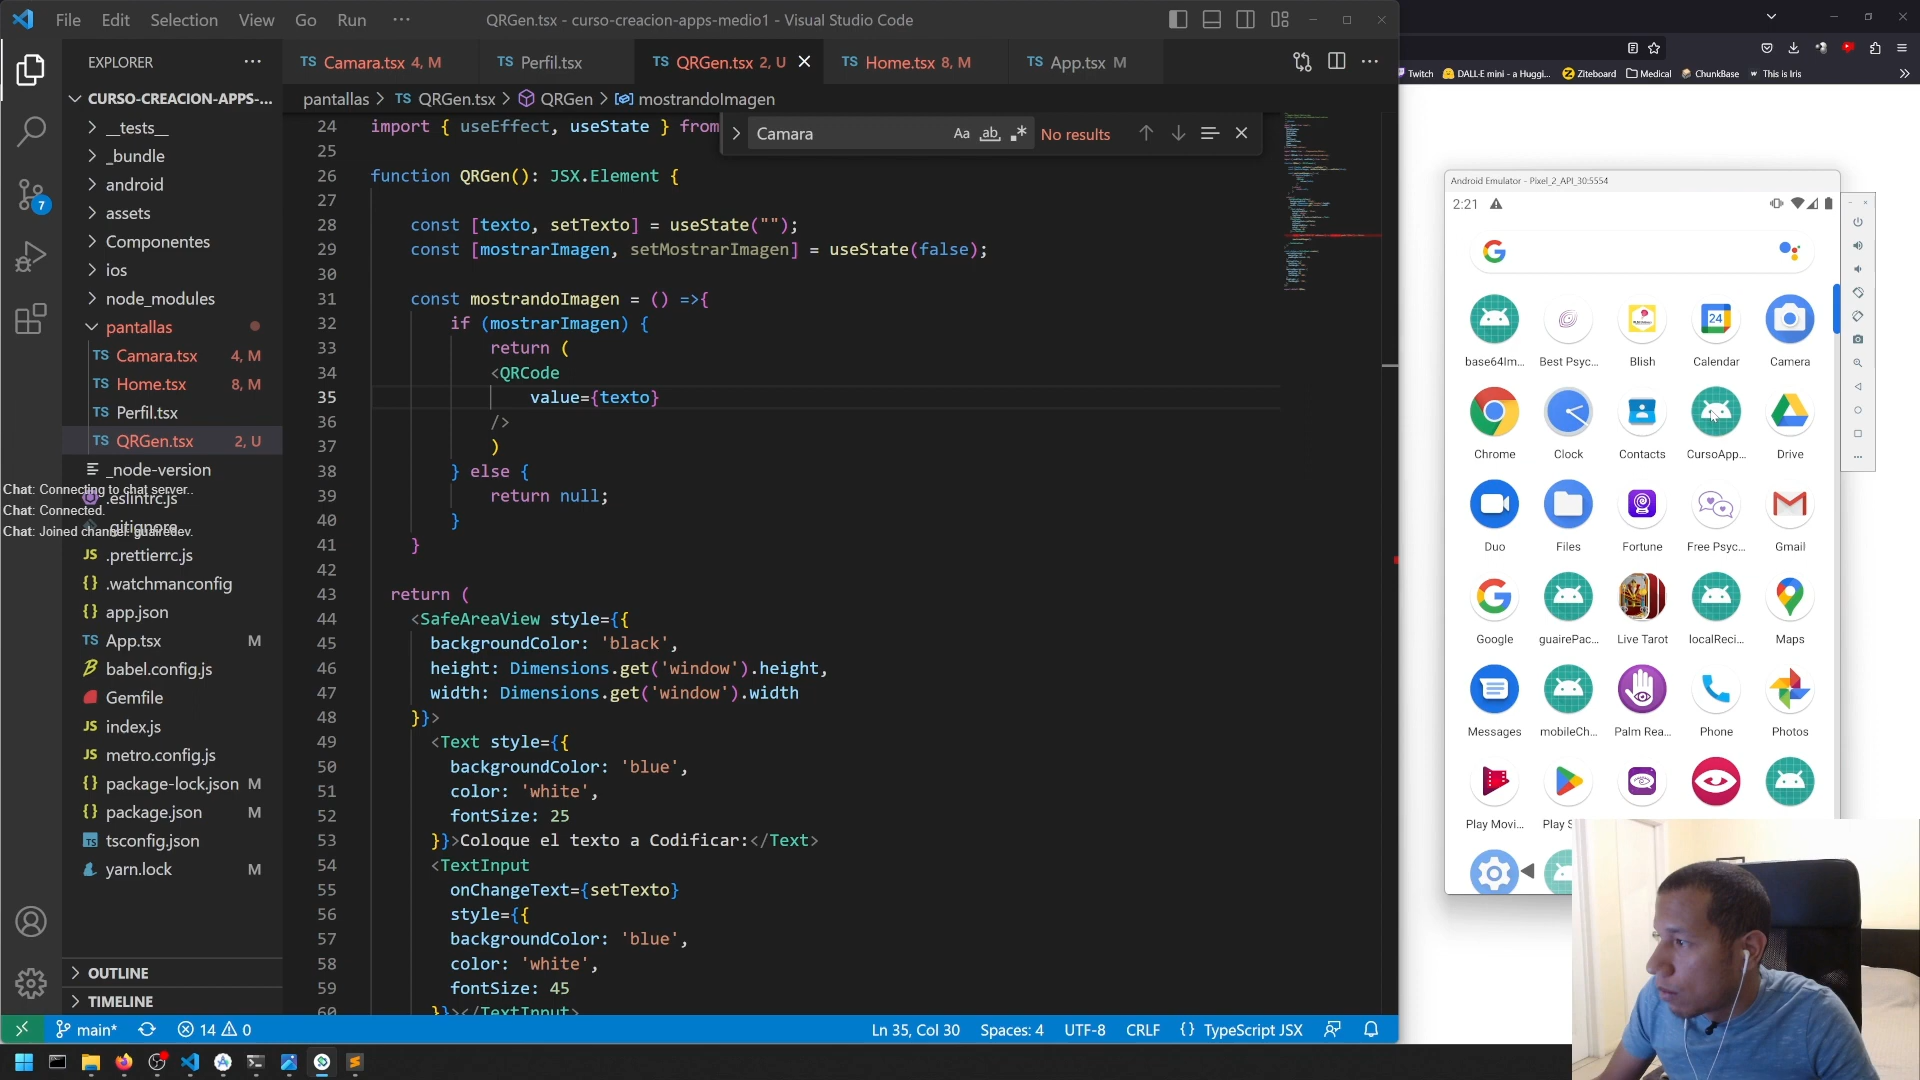 File Edit Selection View Go Run ···
QRGen.tsx - curso-creacion-apps-medio1 - Visual Studio Code
EXPLORER
CURSO-CREACION-APPS-...
__tests__
_bundle
android
assets
Componentes
ios
node_modules
pantallas
TS Camara.tsx 4, M
TS Home.tsx 8, M
TS Perfil.tsx
TS QRGen.tsx 2, U
_node-version
.eslintrc.js
.gitignore
JS .prettierrc.js
{} .watchmanconfig
{} app.json
TS App.tsx M
babel.config.js
Gemfile
JS index.js
JS metro.config.js
{} package-lock.json M
{} package.json M
tsconfig.json
yarn.lock M
OUTLINE
TIMELINE
7
Chat: Connecting to chat server..
Chat: Connected.
Chat: Joined channel: guairedev.
TS Camara.tsx 4, M TS Perfil.tsx TS QRGen.tsx 2, U TS Home.tsx 8, M TS App.tsx M
pantallas > TS QRGen.tsx > QRGen > mostrandoImagen
Camara Aa ab No results
24 import { useEffect, useState } from
25
26 function QRGen(): JSX.Element {
27
28 const [texto, setTexto] = useState("");
29 const [mostrarImagen, setMostrarImagen] = useState(false);
30
31 const mostrandoImagen = () =>{
32 if (mostrarImagen) {
33 return (
34 <QRCode
35 value={texto}
36 />
37 )
38 } else {
39 return null;
40 }
41 }
42
43 return (
44 <SafeAreaView style={{
45 backgroundColor: 'black',
46 height: Dimensions.get('window').height,
47 width: Dimensions.get('window').width
48 }}>
49 <Text style={{
50 backgroundColor: 'blue',
51 color: 'white',
52 fontSize: 25
53 }}>Coloque el texto a Codificar:</Text>
54 <TextInput
55 onChangeText={setTexto}
56 style={{
57 backgroundColor: 'blue',
58 color: 'white',
59 fontSize: 45
60 }}></TextInput>
main* 14 0 Ln 35, Col 30 Spaces: 4 UTF-8 CRLF {} TypeScript JSX
Twitch DALL-E mini - a Huggi... Ziteboard Medical ChunkBase This is Iris
Android Emulator - Pixel_2_API_30:5554
2:21
24
base64Im... Best Psyc... Blish Calendar Camera
Chrome Clock Contacts CursoApp... Drive
Duo Files Fortune Free Psyc... Gmail
Google guairePac... Live Tarot localReci... Maps
Messages mobileCh... Palm Rea... Phone Photos
Play Movi... Play S